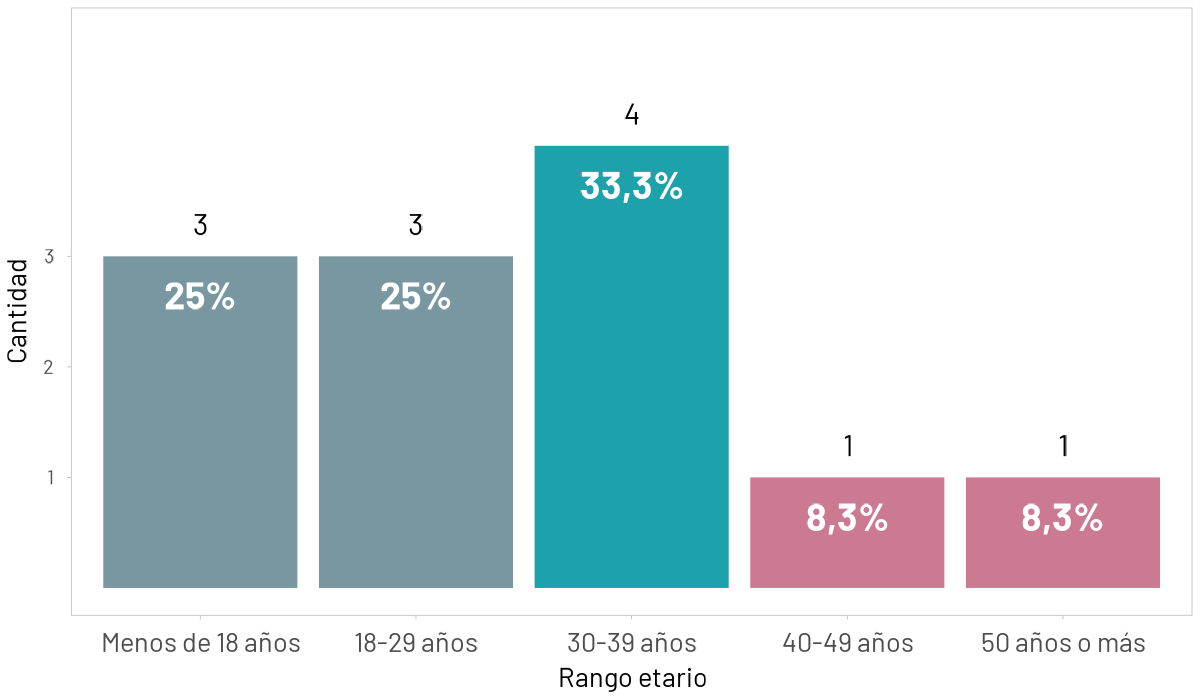 4
33,3%
3
3
25%
25%
3
2
1
Cantidad
1
1
8,3%
8,3%
Menos de 18 años
18-29 años
30-39 años
40-49 años
50 años o más
Rango etario